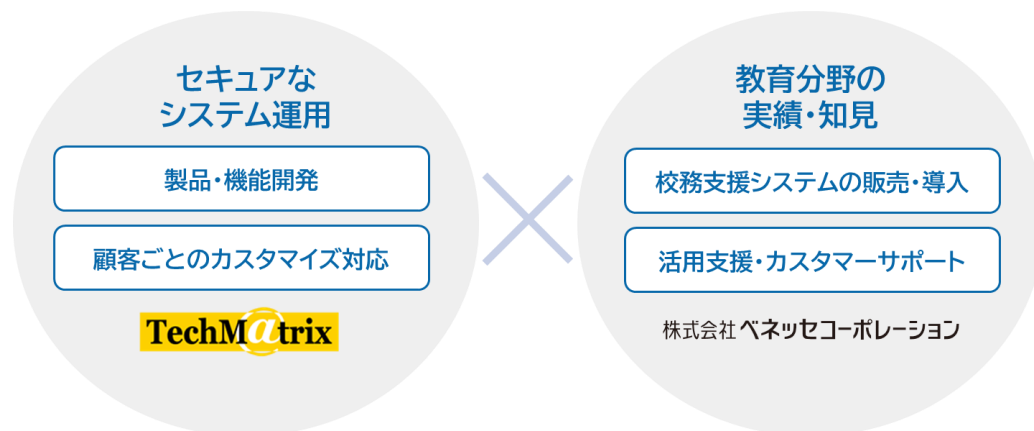 セキュアな
システム運用
製品・機能開発
顧客ごとのカスタマイズ対応
TechM@trix
教育分野の
実績・知見
校務支援システムの販売・導入
活用支援・カスタマーサポート
株式会社ベネッセコーポレーション